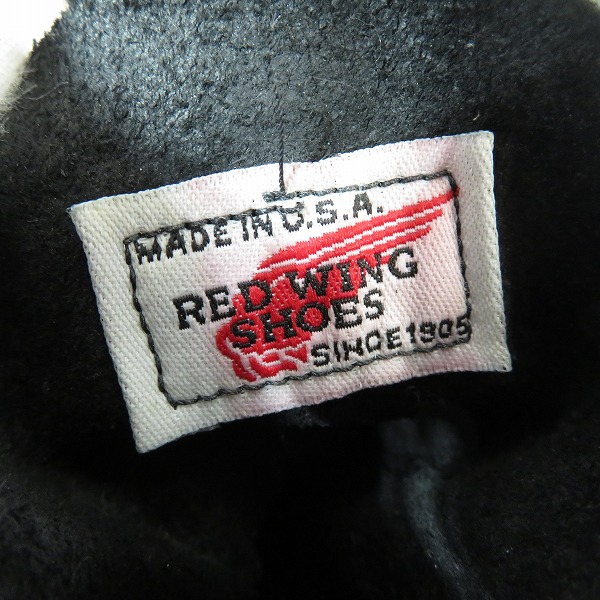 MADE IN U.S.A.
RED WING
SHOES
SINCE 1905